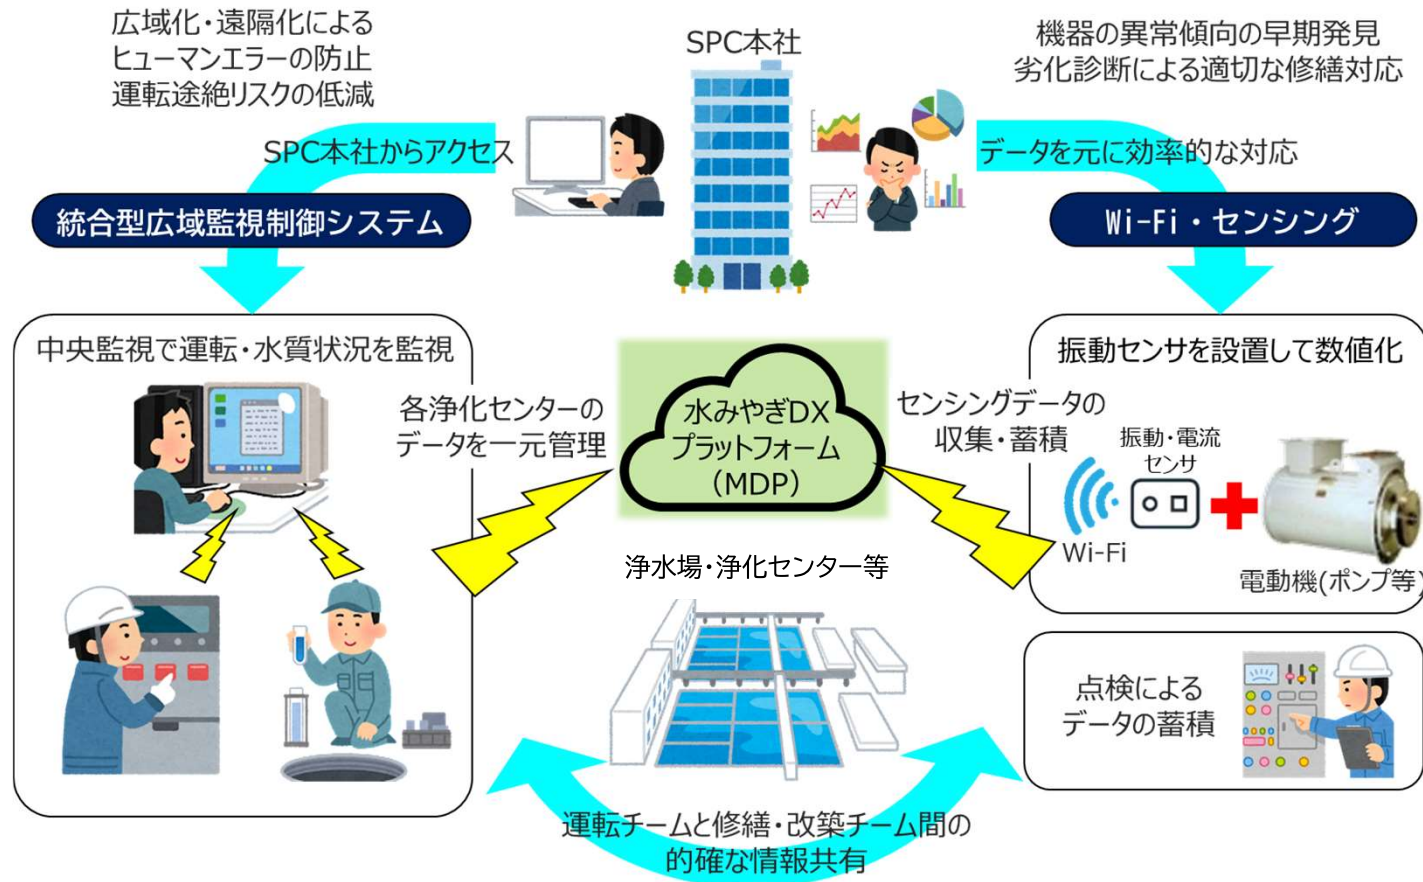 広域化・遠隔化による
ヒューマンエラーの防止
運転途絶リスクの低減
SPC本社
機器の異常傾向の早期発見
劣化診断による適切な修繕対応
SPC本社からアクセス
データを元に効率的な対応
統合型広域監視制御システム
Wi-Fi・センシング
中央監視で運転・水質状況を監視
各浄化センターの
データを一元管理
水みやぎDX
プラットフォーム
(MDP)
センシングデータの
収集・蓄積
振動センサを設置して数値化
振動・電流
センサ
Wi-Fi
電動機(ポンプ等)
浄水場・浄化センター等
点検による
データの蓄積
運転チームと修繕・改築チーム間の
的確な情報共有